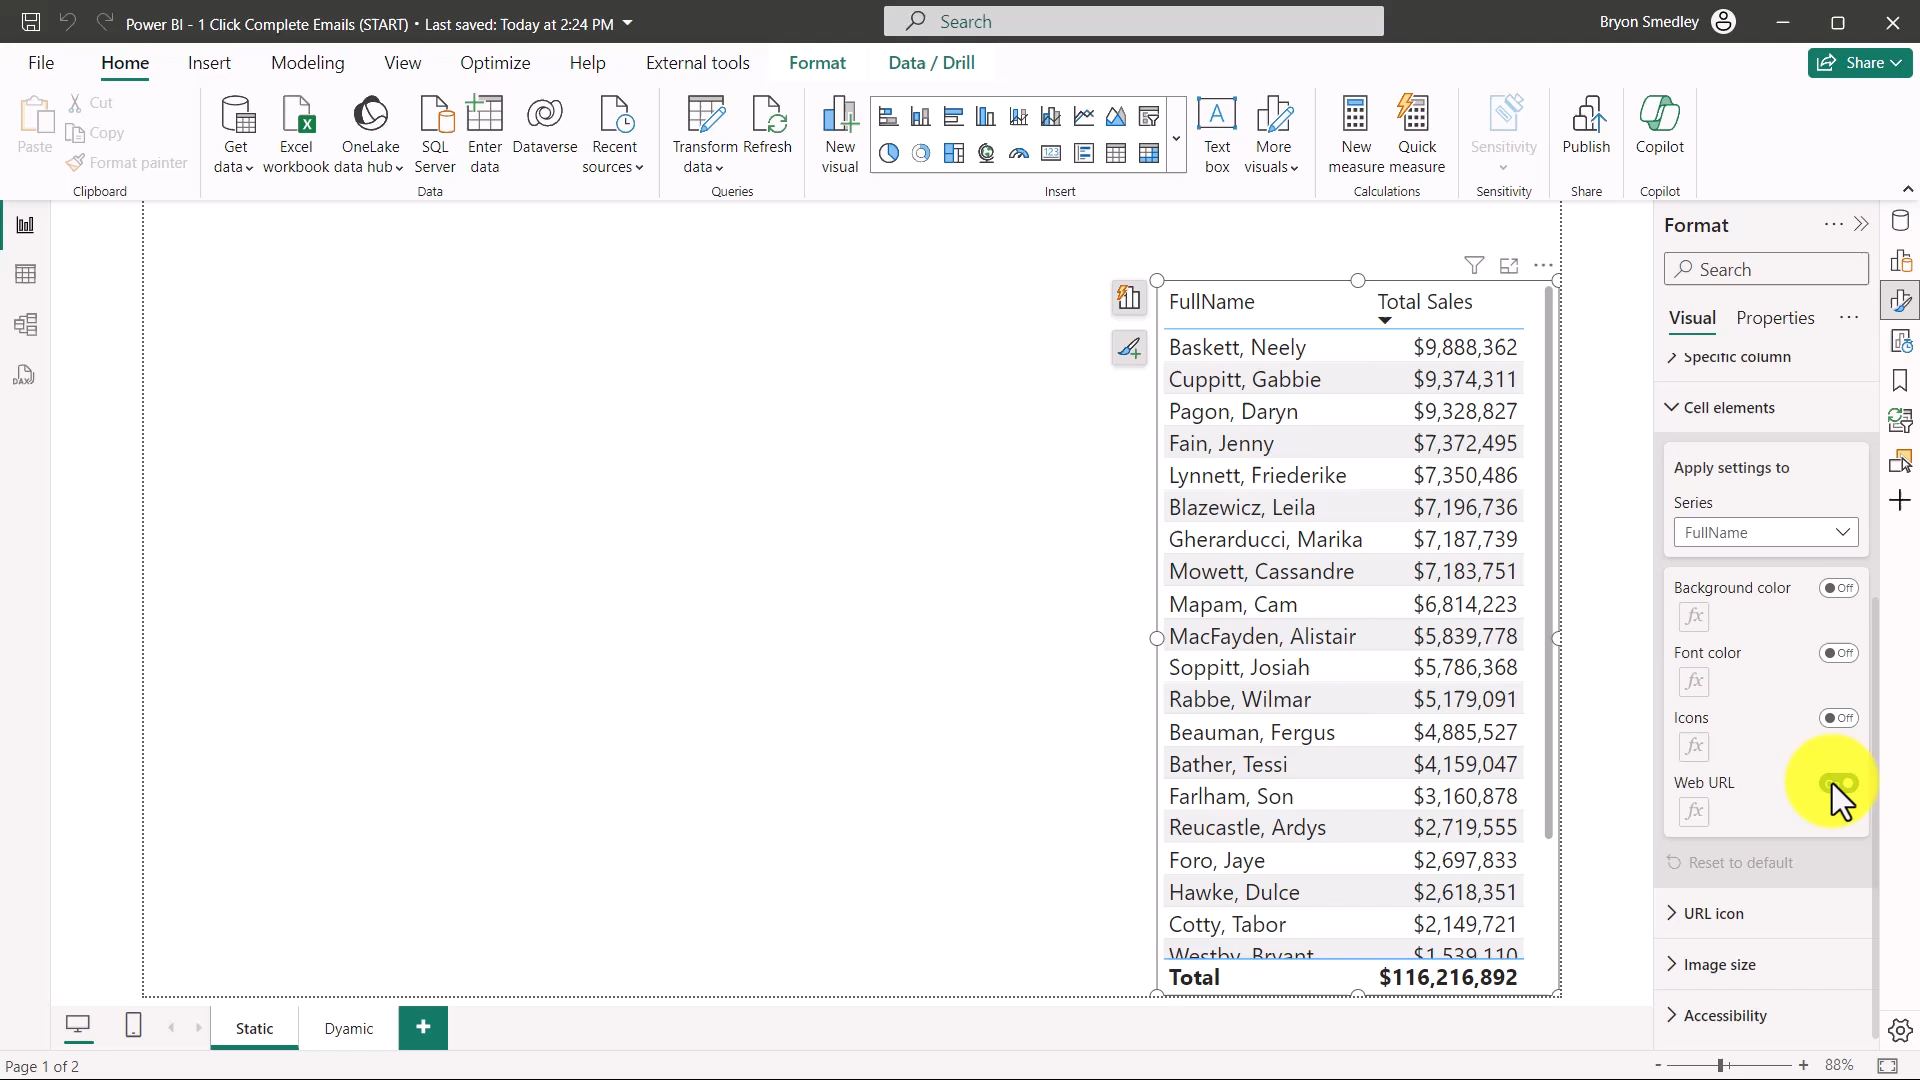 Power BI - 1 Click Complete Emails (START) • Last saved: Today at 2:24 PM
Search
Bryon Smedley
File
Home
Insert
Modeling
View
Optimize
Help
External tools
Format
Data / Drill
Share
Paste
Cut
Copy
Format painter
Clipboard
Get data
Excel workbook
OneLake data hub
SQL Server
Enter data
Dataverse
Recent sources
Data
Transform data
Refresh
Queries
New visual
Text box
More visuals
Insert
New measure
Quick measure
Calculations
Sensitivity
Sensitivity
Publish
Share
Copilot
Copilot
DAX
FullName Total Sales
Baskett, Neely $9,888,362
Cuppitt, Gabbie $9,374,311
Pagon, Daryn $9,328,827
Fain, Jenny $7,372,495
Lynnett, Friederike $7,350,486
Blazewicz, Leila $7,196,736
Gherarducci, Marika $7,187,739
Mowett, Cassandre $7,183,751
Mapam, Cam $6,814,223
MacFayden, Alistair $5,839,778
Soppitt, Josiah $5,786,368
Rabbe, Wilmar $5,179,091
Beauman, Fergus $4,885,527
Bather, Tessi $4,159,047
Farlham, Son $3,160,878
Reucastle, Ardys $2,719,555
Foro, Jaye $2,697,833
Hawke, Dulce $2,618,351
Cotty, Tabor $2,149,721
Westby, Bryant $1,539,110
Total $116,216,892
Format
Search
Visual
Properties
Specific column
Cell elements
Apply settings to
Series
FullName
Background color
Off
fx
Font color
Off
fx
Icons
Off
fx
Web URL
fx
Reset to default
URL icon
Image size
Accessibility
Static
Dyamic
Page 1 of 2
88%